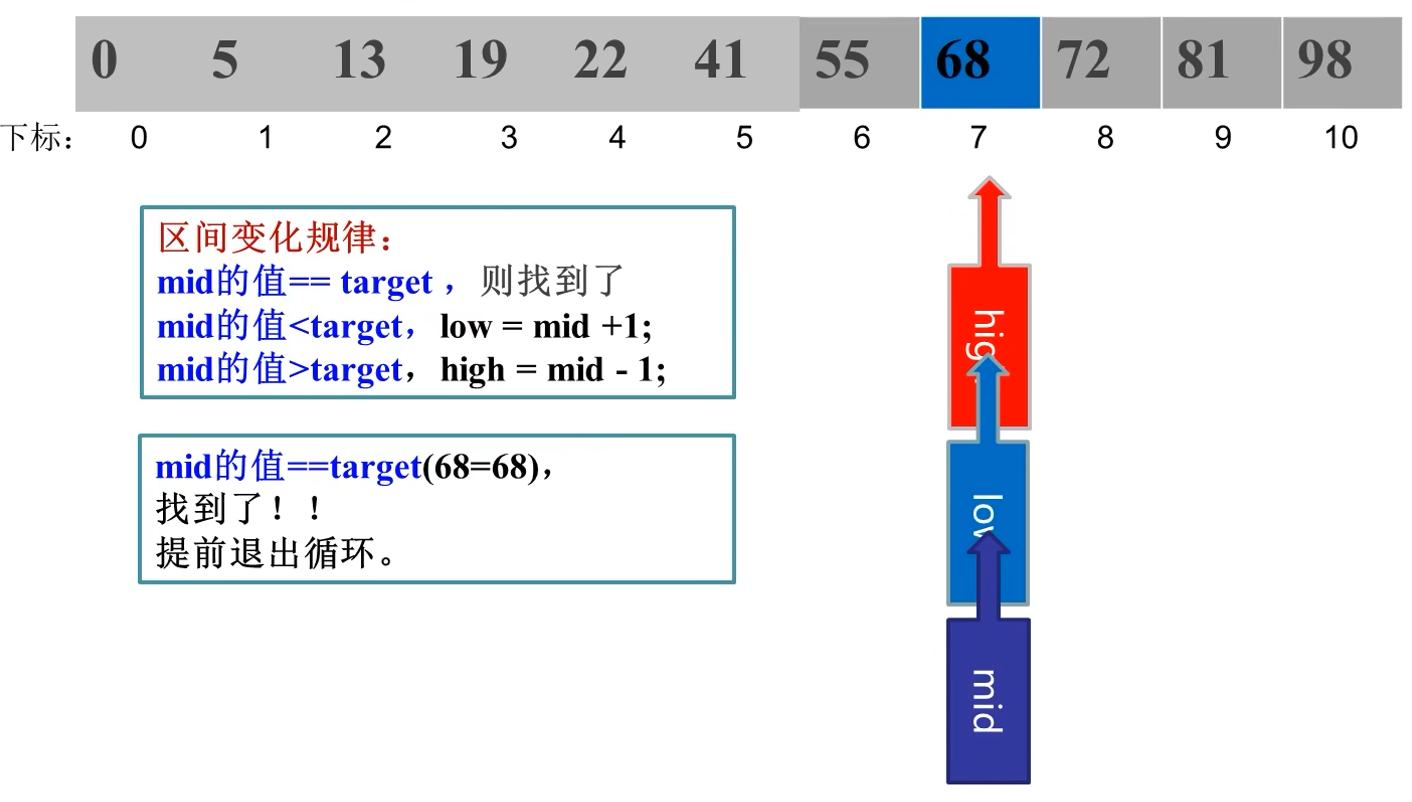 0 5 13 19 22 41 55 68 72 81 98
下标： 0 1 2 3 4 5 6 7 8 9 10
区间变化规律：
mid的值== target ，则找到了
mid的值<target，low = mid +1;
mid的值>target，high = mid - 1;
mid的值==target(68=68)，
找到了！！
提前退出循环。
mid